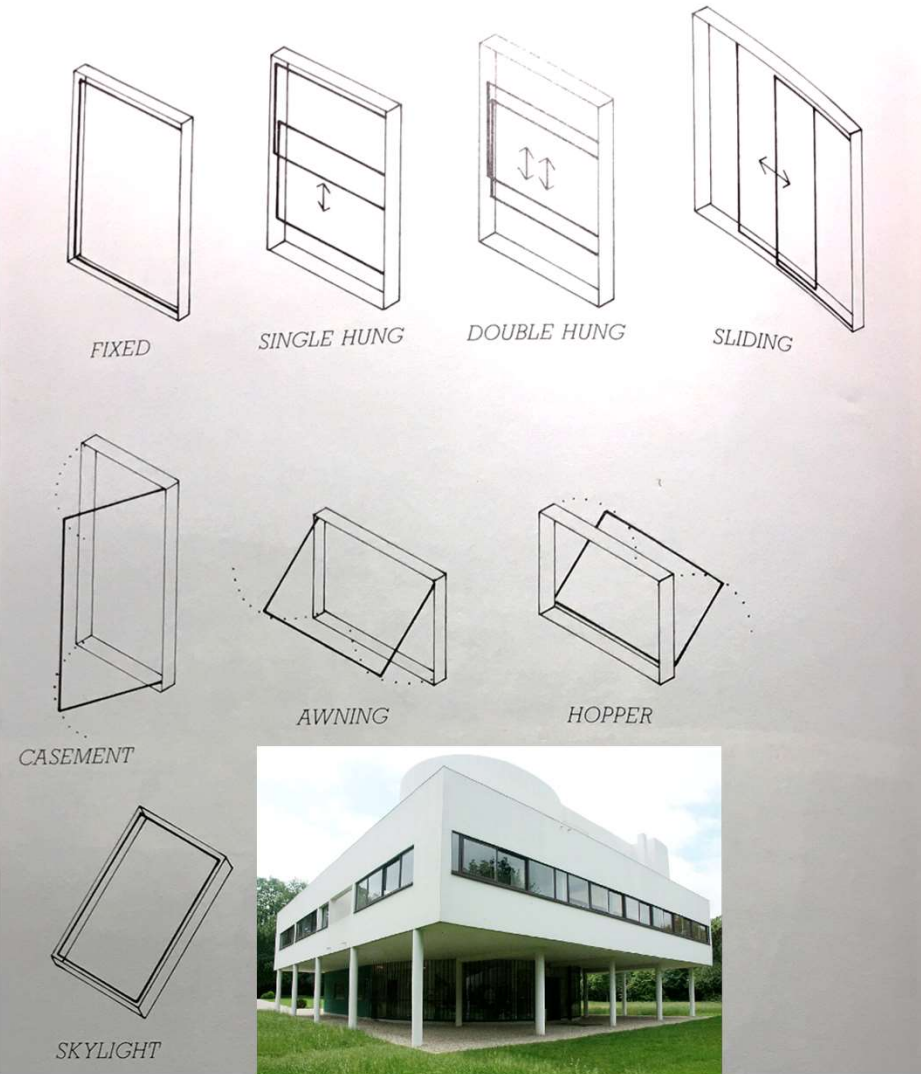 FIXED
SINGLE HUNG
DOUBLE HUNG
SLIDING
CASEMENT
AWNING
HOPPER
SKYLIGHT